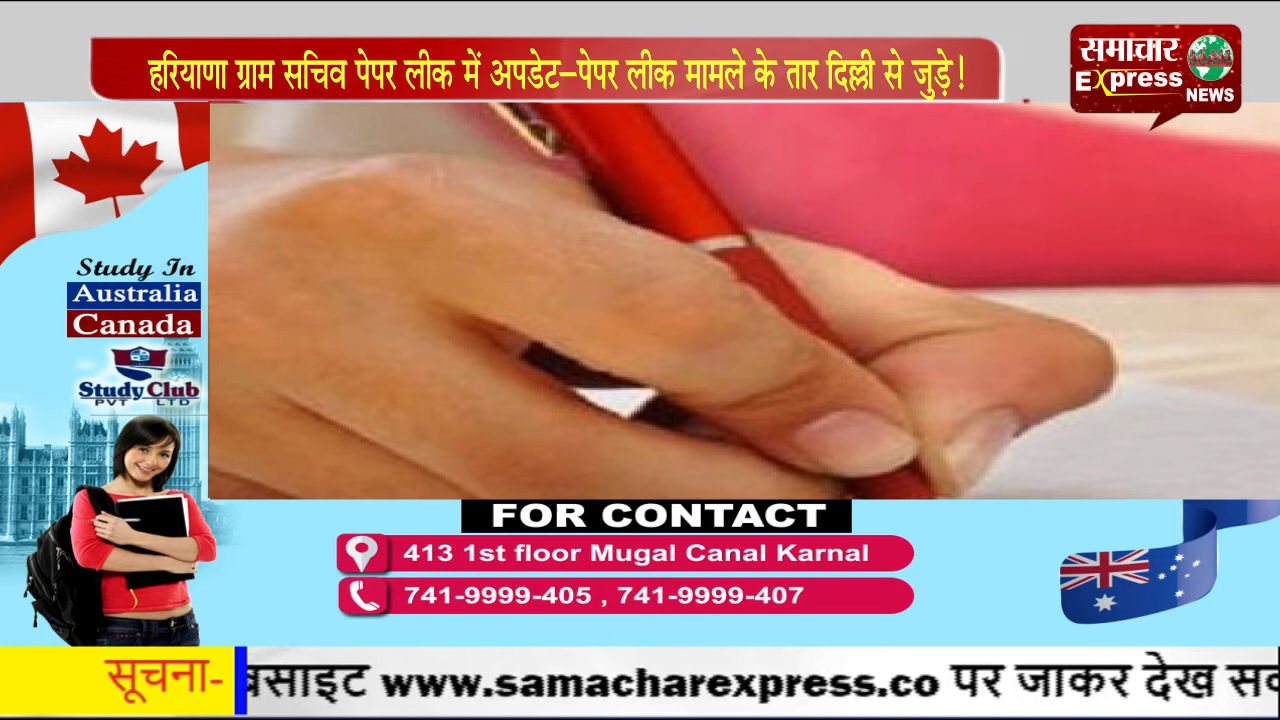 हरियाणा ग्राम सचिव पेपर लीक में अपडेट–पेपर लीक मामले के तार दिल्ली से जुड़े!
समाचार
Express
NEWS
Study In
Australia
Canada
Study Club
PVT LTD
FOR CONTACT
413 1st floor Mugal Canal Karnal
741-9999-405 , 741-9999-407
सूचना-
www.samacharexpress.co पर जाकर देख